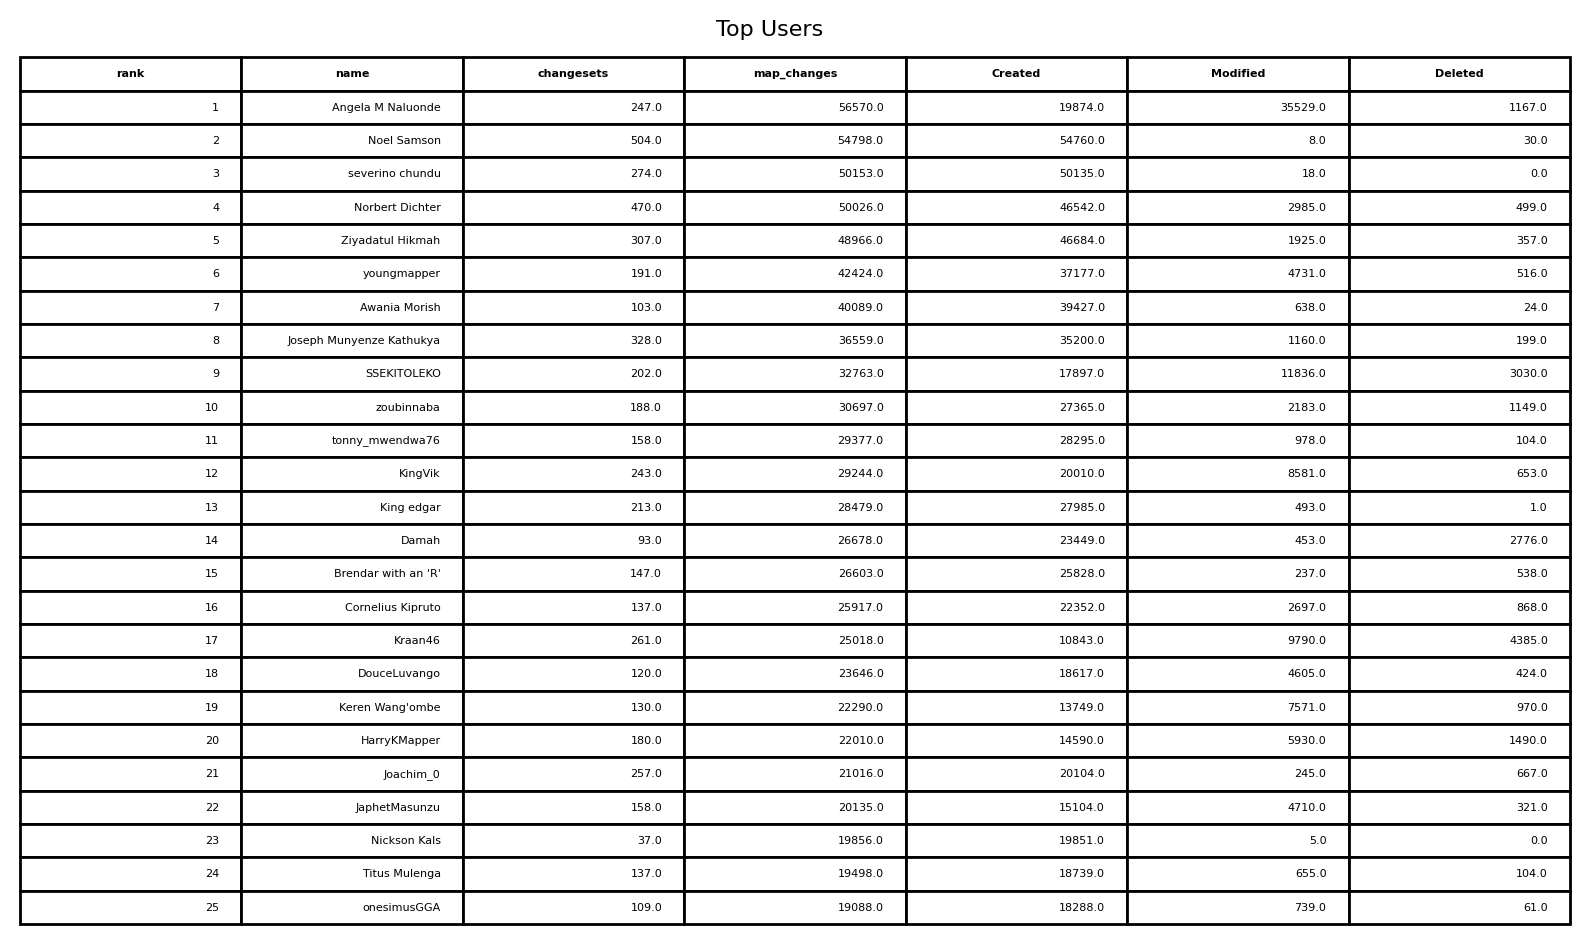 Top Users
rank name changesets map_changes Created Modified Deleted
1 Angela M Naluonde 247.0 56570.0 19874.0 35529.0 1167.0
2 Noel Samson 504.0 54798.0 54760.0 8.0 30.0
3 severino chundu 274.0 50153.0 50135.0 18.0 0.0
4 Norbert Dichter 470.0 50026.0 46542.0 2985.0 499.0
5 Ziyadatul Hikmah 307.0 48966.0 46684.0 1925.0 357.0
6 youngmapper 191.0 42424.0 37177.0 4731.0 516.0
7 Awania Morish 103.0 40089.0 39427.0 638.0 24.0
8 Joseph Munyenze Kathukya 328.0 36559.0 35200.0 1160.0 199.0
9 SSEKITOLEKO 202.0 32763.0 17897.0 11836.0 3030.0
10 zoubinnaba 188.0 30697.0 27365.0 2183.0 1149.0
11 tonny_mwendwa76 158.0 29377.0 28295.0 978.0 104.0
12 KingVik 243.0 29244.0 20010.0 8581.0 653.0
13 King edgar 213.0 28479.0 27985.0 493.0 1.0
14 Damah 93.0 26678.0 23449.0 453.0 2776.0
15 Brendar with an 'R' 147.0 26603.0 25828.0 237.0 538.0
16 Cornelius Kipruto 137.0 25917.0 22352.0 2697.0 868.0
17 Kraan46 261.0 25018.0 10843.0 9790.0 4385.0
18 DouceLuvango 120.0 23646.0 18617.0 4605.0 424.0
19 Keren Wang'ombe 130.0 22290.0 13749.0 7571.0 970.0
20 HarryKMapper 180.0 22010.0 14590.0 5930.0 1490.0
21 Joachim_0 257.0 21016.0 20104.0 245.0 667.0
22 JaphetMasunzu 158.0 20135.0 15104.0 4710.0 321.0
23 Nickson Kals 37.0 19856.0 19851.0 5.0 0.0
24 Titus Mulenga 137.0 19498.0 18739.0 655.0 104.0
25 onesimusGGA 109.0 19088.0 18288.0 739.0 61.0